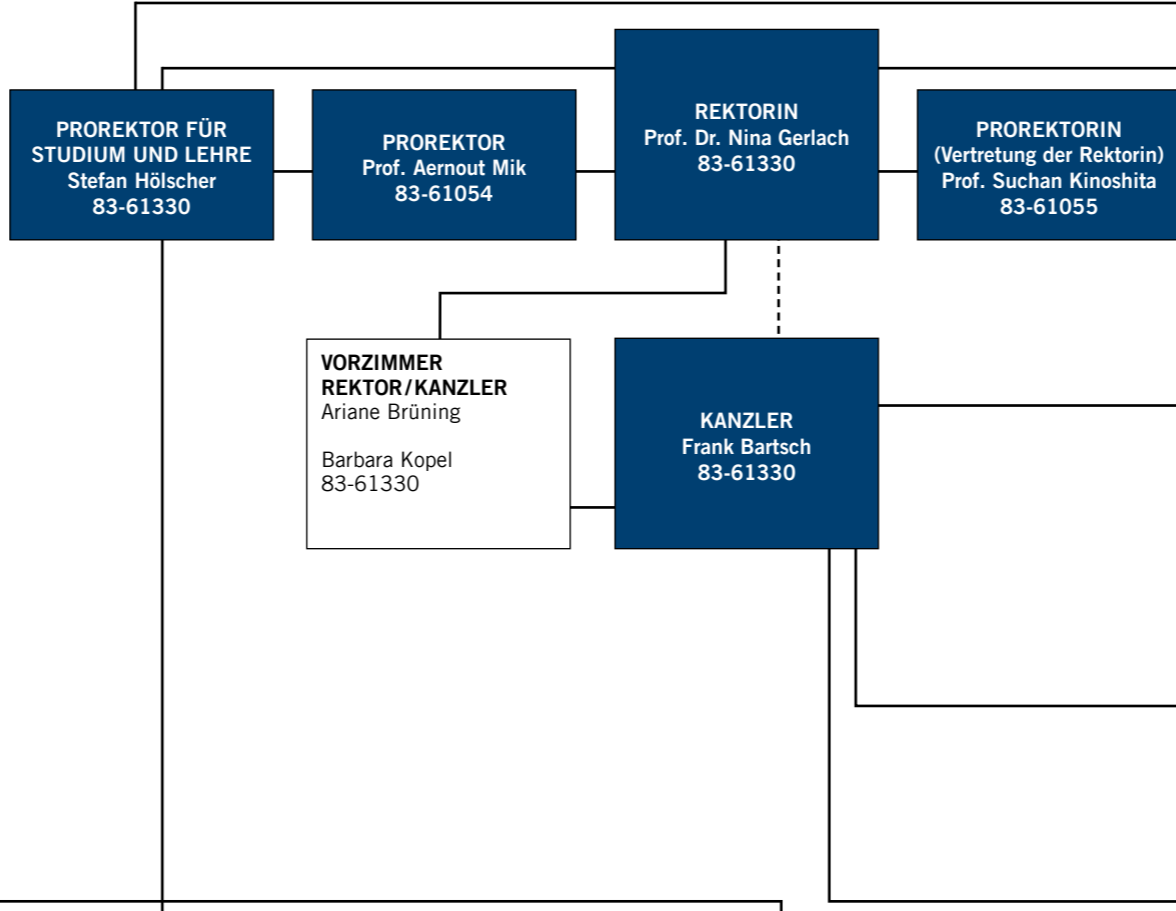 PROREKTOR FÜR
STUDIUM UND LEHRE
Stefan Hölscher
83-61330
PROREKTOR
Prof. Aernout Mik
83-61054
REKTORIN
Prof. Dr. Nina Gerlach
83-61330
PROREKTORIN
(Vertretung der Rektorin)
Prof. Suchan Kinoshita
83-61055
VORZIMMER
REKTOR/KANZLER
Ariane Brüning
Barbara Kopel
83-61330
KANZLER
Frank Bartsch
83-61330